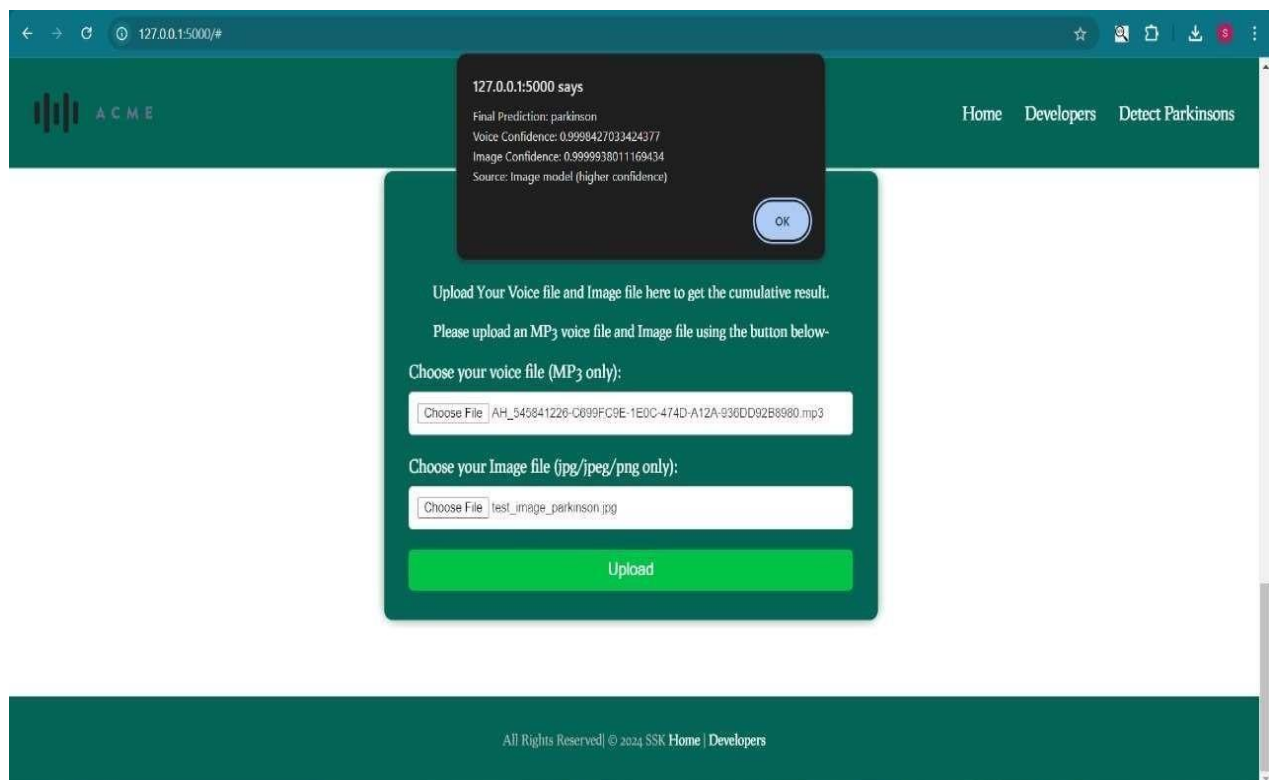 127.0.0.1:5000/#
S
127.0.0.1:5000 says
Final Prediction: parkinson
Voice Confidence: 0.9998427033424377
Image Confidence: 0.9999938011169434
Source: Image model (higher confidence)
OK
ACME
Home Developers Detect Parkinsons
Upload Your Voice file and Image file here to get the cumulative result.
Please upload an MP3 voice file and Image file using the button below-
Choose your voice file (MP3 only):
Choose File AH_545841226-C699FC9E-1E0C-474D-A12A-936DD92B8980.mp3
Choose your Image file (jpg/jpeg/png only):
Choose File test_image_parkinson.jpg
Upload
All Rights Reserved| © 2024 SSK Home | Developers